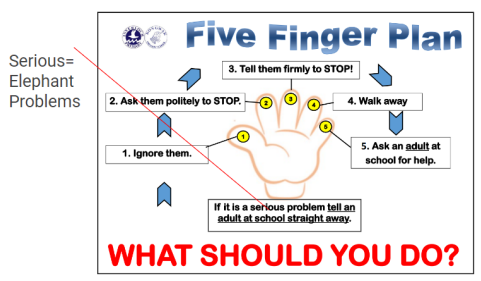 Five Finger Plan
Serious=
Elephant
Problems
3. Tell them firmly to STOP!
2. Ask them politely to STOP.
2
3
4
4. Walk away
1
5
1. Ignore them.
5. Ask an adult at
school for help.
If it is a serious problem tell an
adult at school straight away.
WHAT SHOULD YOU DO?